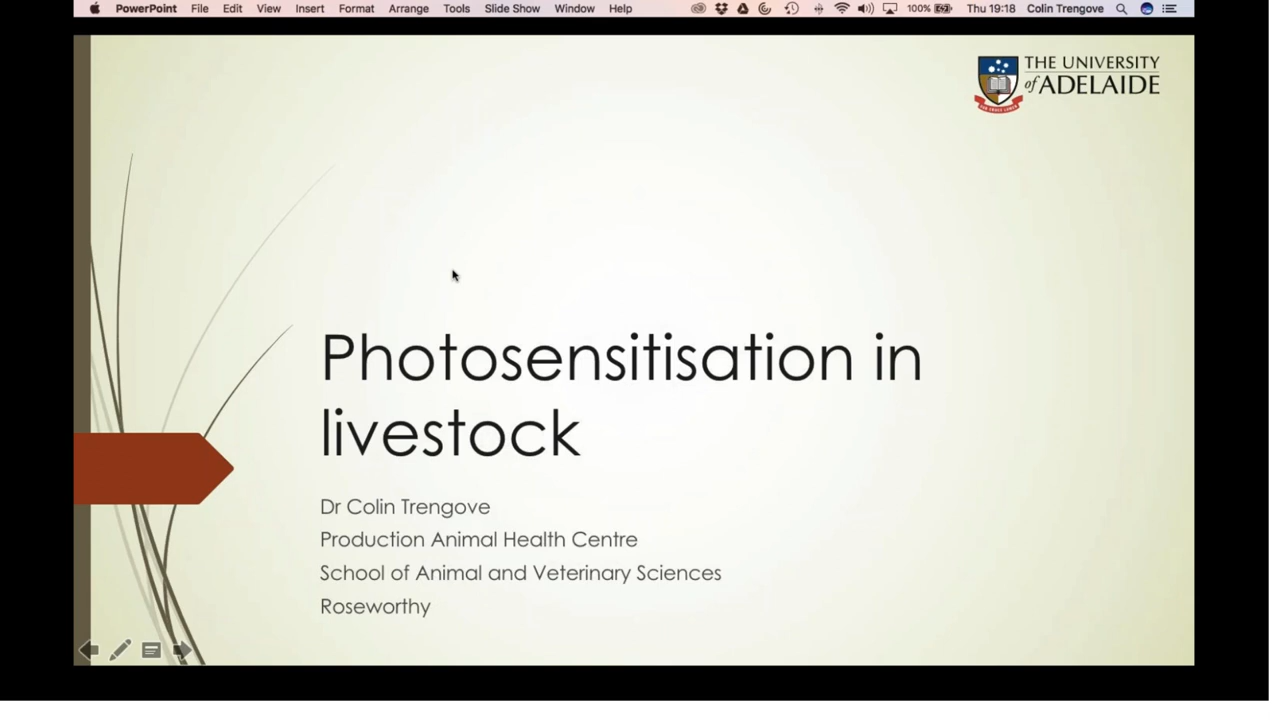 PowerPoint File Edit View Insert Format Arrange Tools Slide Show Window Help 100% Thu 19:18 Colin Trengove
THE UNIVERSITY
of ADELAIDE
Photosensitisation in
livestock
Dr Colin Trengove
Production Animal Health Centre
School of Animal and Veterinary Sciences
Roseworthy